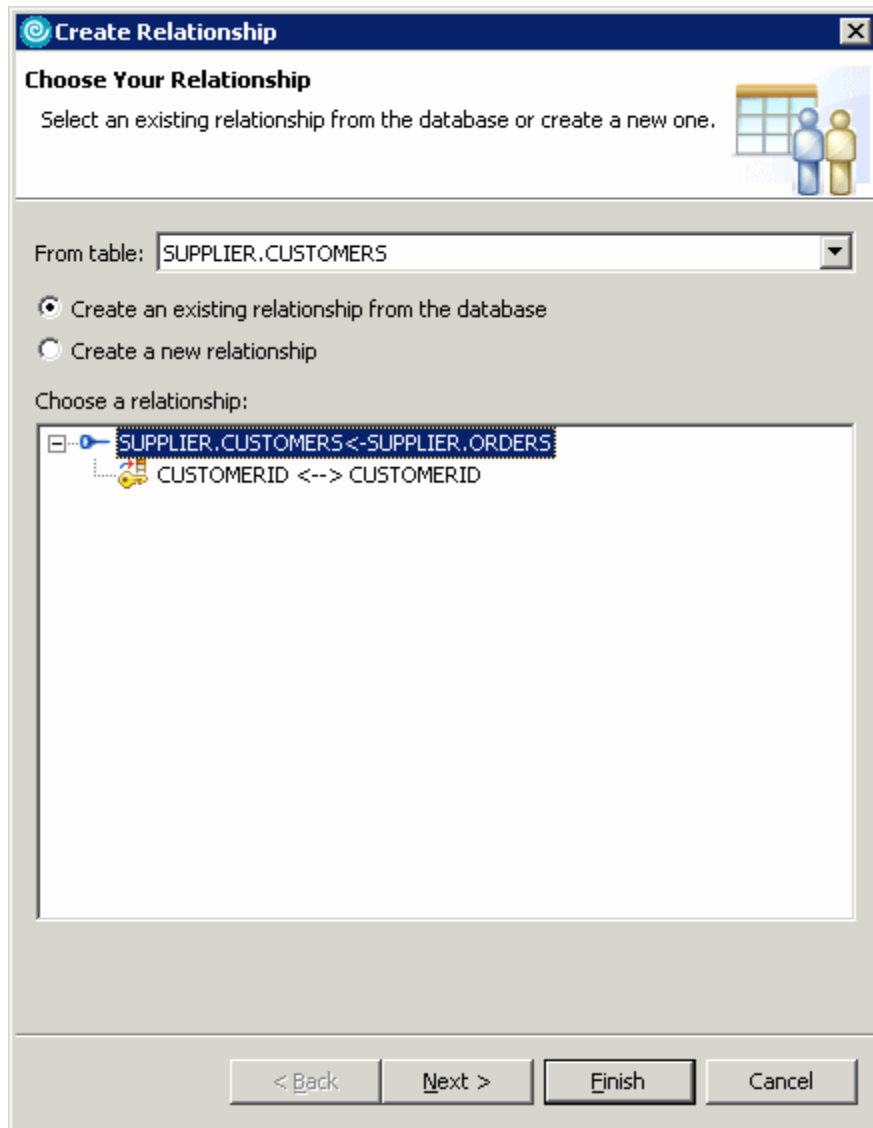 Create Relationship
Choose Your Relationship
Select an existing relationship from the database or create a new one.
From table: SUPPLIER.CUSTOMERS
Create an existing relationship from the database
Create a new relationship
Choose a relationship:
SUPPLIER.CUSTOMERS<-SUPPLIER.ORDERS
CUSTOMERID <--> CUSTOMERID
< Back Next > Finish Cancel